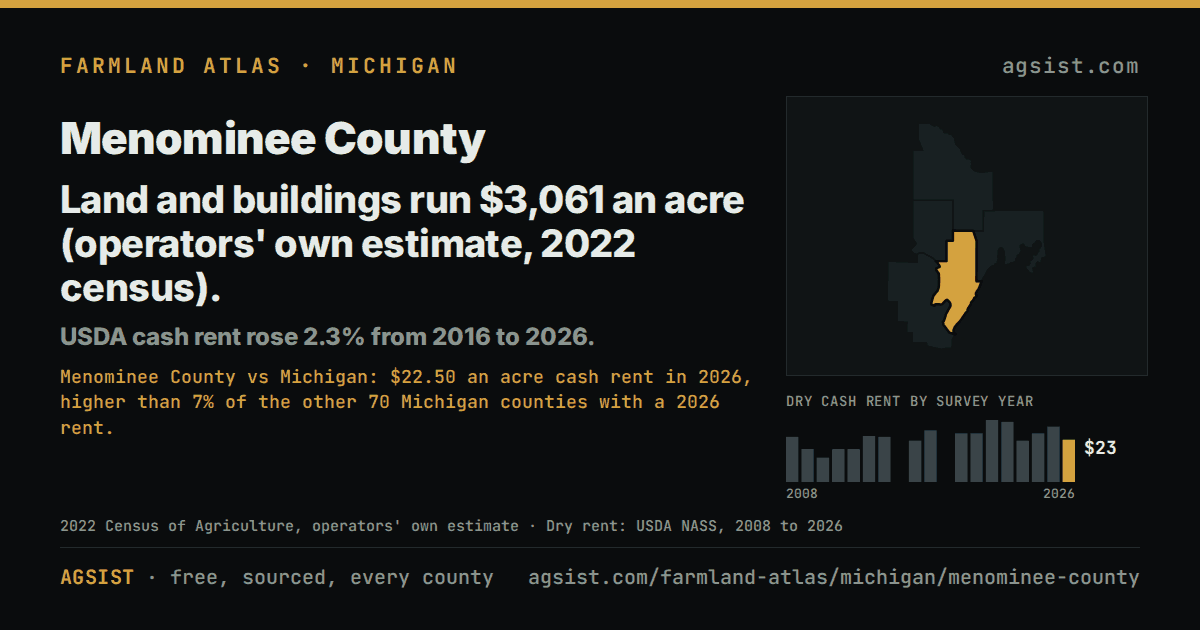 FARMLAND ATLAS · MICHIGAN
agsist.com
Menominee County
Land and buildings run $3,061 an acre
(operators' own estimate, 2022
census).
USDA cash rent rose 2.3% from 2016 to 2026.
Menominee County vs Michigan: $22.50 an acre cash rent in 2026,
higher than 7% of the other 70 Michigan counties with a 2026
rent.
DRY CASH RENT BY SURVEY YEAR
$23
2008
2026
2022 Census of Agriculture, operators' own estimate · Dry rent: USDA NASS, 2008 to 2026
AGSIST · free, sourced, every county
agsist.com/farmland-atlas/michigan/menominee-county